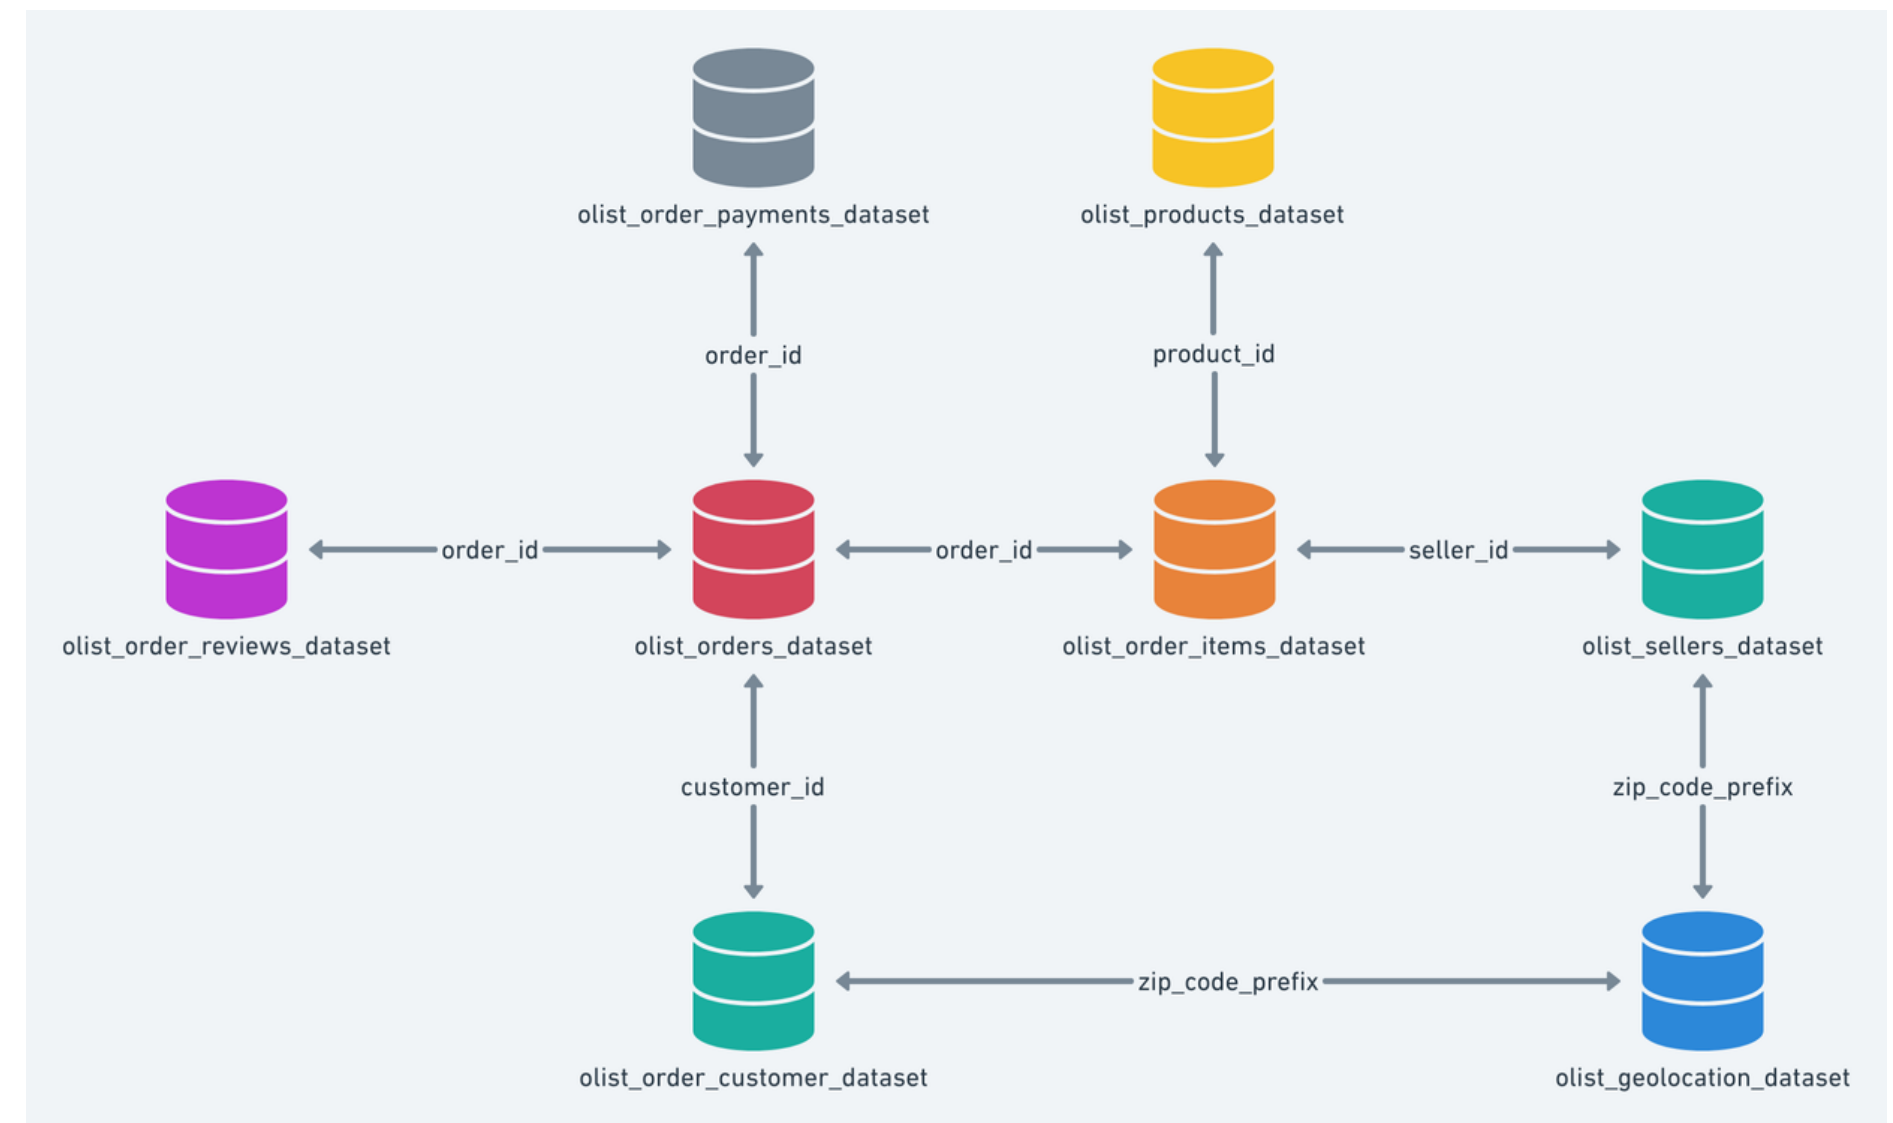 olist_order_payments_dataset
olist_products_dataset
order_id
product_id
order_id
order_id
seller_id
olist_order_reviews_dataset
olist_orders_dataset
olist_order_items_dataset
olist_sellers_dataset
customer_id
zip_code_prefix
zip_code_prefix
olist_order_customer_dataset
olist_geolocation_dataset